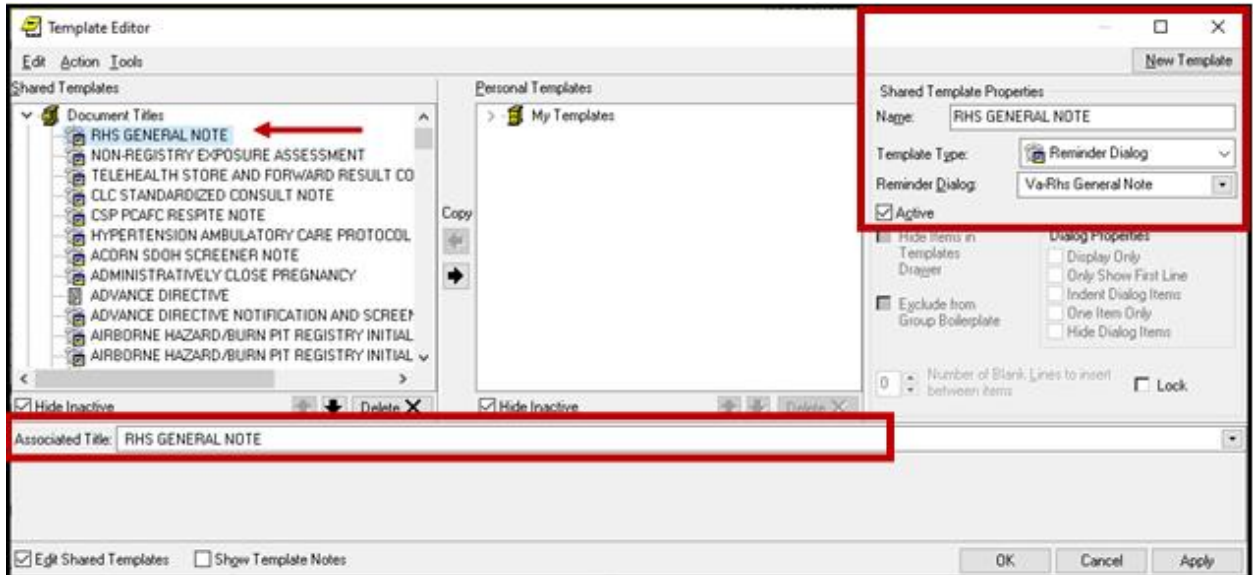 Template Editor
Edit Action Tools
New Template
Shared Templates
Document Titles
RHS GENERAL NOTE
NON-REGISTRY EXPOSURE ASSESSMENT
TELEHEALTH STORE AND FORWARD RESULT CO
CLC STANDARDIZED CONSULT NOTE
CSP PCAFC RESPITE NOTE
HYPERTENSION AMBULATORY CARE PROTOCOL
ACORN SDOH SCREENER NOTE
ADMINISTRATIVELY CLOSE PREGNANCY
ADVANCE DIRECTIVE
ADVANCE DIRECTIVE NOTIFICATION AND SCREEN
AIRBORNE HAZARD/BURN PIT REGISTRY INITIAL
AIRBORNE HAZARD/BURN PIT REGISTRY INITIAL
Hide Inactive Delete
Copy
Personal Templates
My Templates
Hide Inactive Delete
Shared Template Properties
Name: RHS GENERAL NOTE
Template Type: Reminder Dialog
Reminder Dialog: Va-Rhs General Note
Active
Hide Items in
Templates
Drawer
Exclude from
Group Boilerplate
Dialog Properties
Display Only
Only Show First Line
Indent Dialog Items
One Item Only
Hide Dialog Items
0 Number of Blank Lines to insert
between items
Lock
Associated Title: RHS GENERAL NOTE
Edit Shared Templates Show Template Notes
OK Cancel Apply